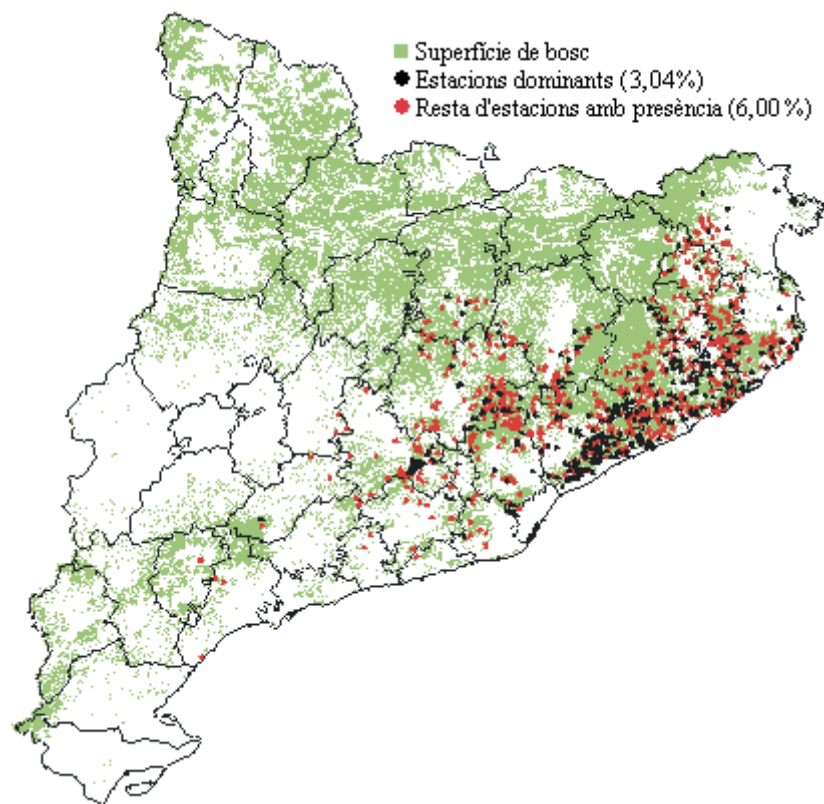 Superfície de bosc
Estacions dominants (3,04%)
Resta d'estacions amb presència (6,00%)